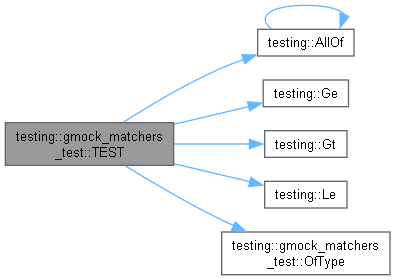 testing::AllOf
testing::Ge
testing::gmock_matchers
_test::TEST
testing::Gt
testing::Le
testing::gmock_matchers
_test::OfType